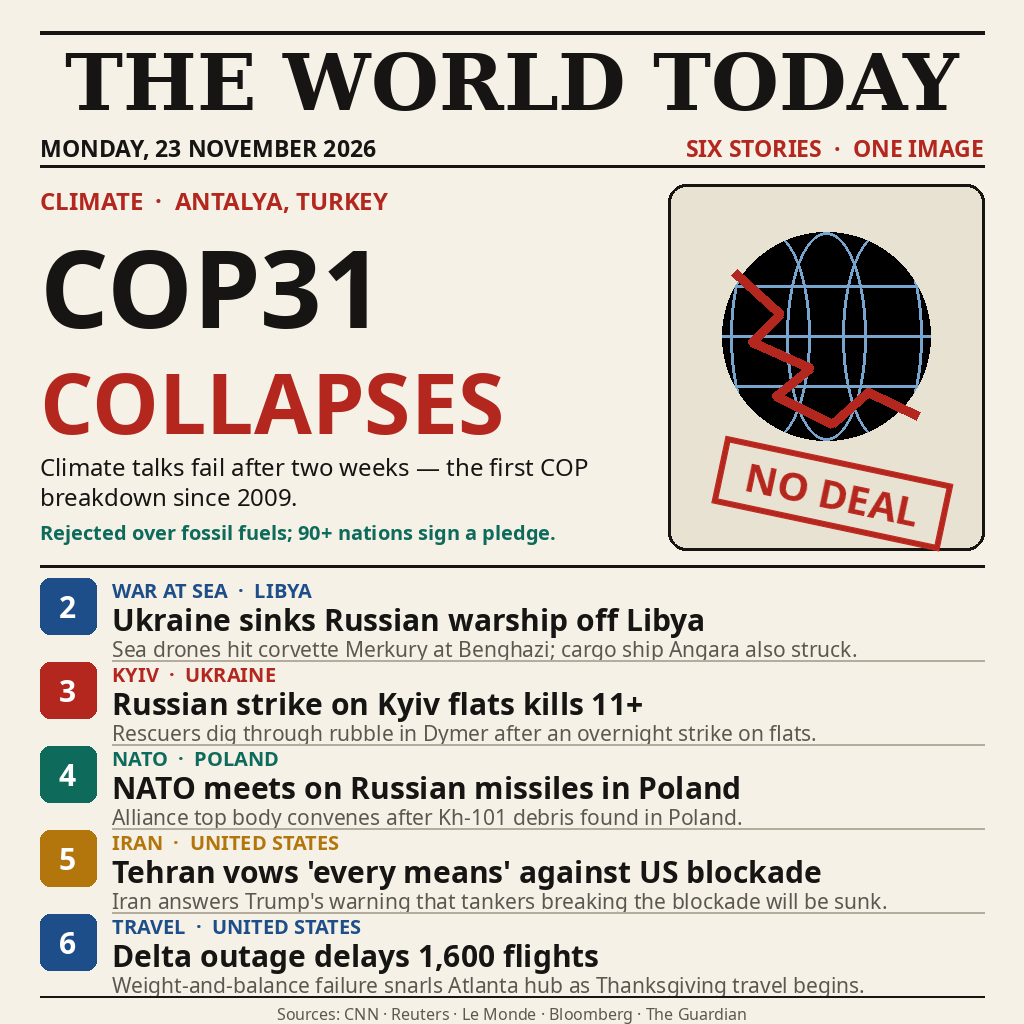 THE WORLD TODAY
MONDAY, 23 NOVEMBER 2026
SIX STORIES · ONE IMAGE
CLIMATE · ANTALYA, TURKEY
COP31
COLLAPSES
Climate talks fail after two weeks — the first COP
breakdown since 2009.
Rejected over fossil fuels; 90+ nations sign a pledge.
NO DEAL
2
WAR AT SEA · LIBYA
Ukraine sinks Russian warship off Libya
Sea drones hit corvette Merkury at Benghazi; cargo ship Angara also struck.
3
KYIV · UKRAINE
Russian strike on Kyiv flats kills 11+
Rescuers dig through rubble in Dymer after an overnight strike on flats.
4
NATO · POLAND
NATO meets on Russian missiles in Poland
Alliance top body convenes after Kh-101 debris found in Poland.
5
IRAN · UNITED STATES
Tehran vows 'every means' against US blockade
Iran answers Trump's warning that tankers breaking the blockade will be sunk.
6
TRAVEL · UNITED STATES
Delta outage delays 1,600 flights
Weight-and-balance failure snarls Atlanta hub as Thanksgiving travel begins.
Sources: CNN · Reuters · Le Monde · Bloomberg · The Guardian